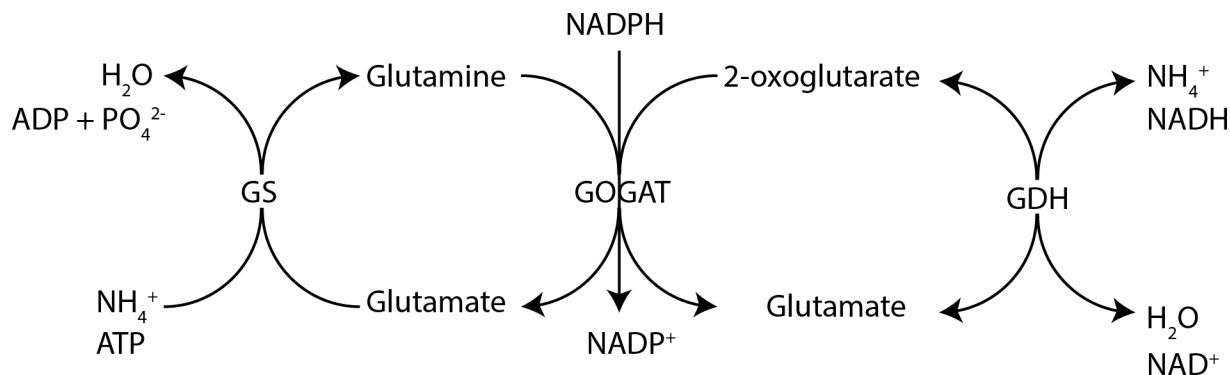 NADPH
H₂O
ADP + PO₄²⁻
Glutamine
2-oxoglutarate
NH₄⁺
NADH
GS
GOGAT
GDH
NH₄⁺
ATP
Glutamate
NADP⁺
Glutamate
H₂O
NAD⁺